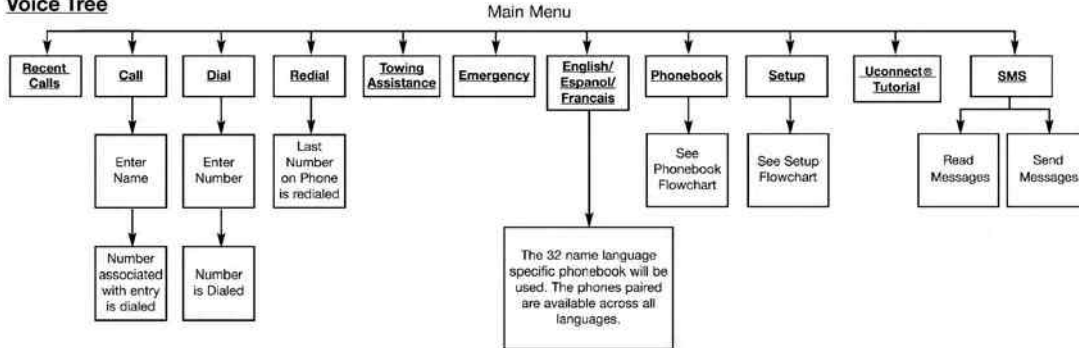 Voice Tree
Main Menu
Recent
Calls
Call
Dial
Redial
Towing
Assistance
Emergency
English/
Espanol/
Francais
Phonebook
Setup
Uconnect®
Tutorial
SMS
Enter
Name
Enter
Number
Last
Number
on Phone
is redialed
See
Phonebook
Flowchart
See Setup
Flowchart
Read
Messages
Send
Messages
Number
associated
with entry
is dialed
Number
is Dialed
The 32 name language
specific phonebook will be
used. The phones paired
are available across all
languages.